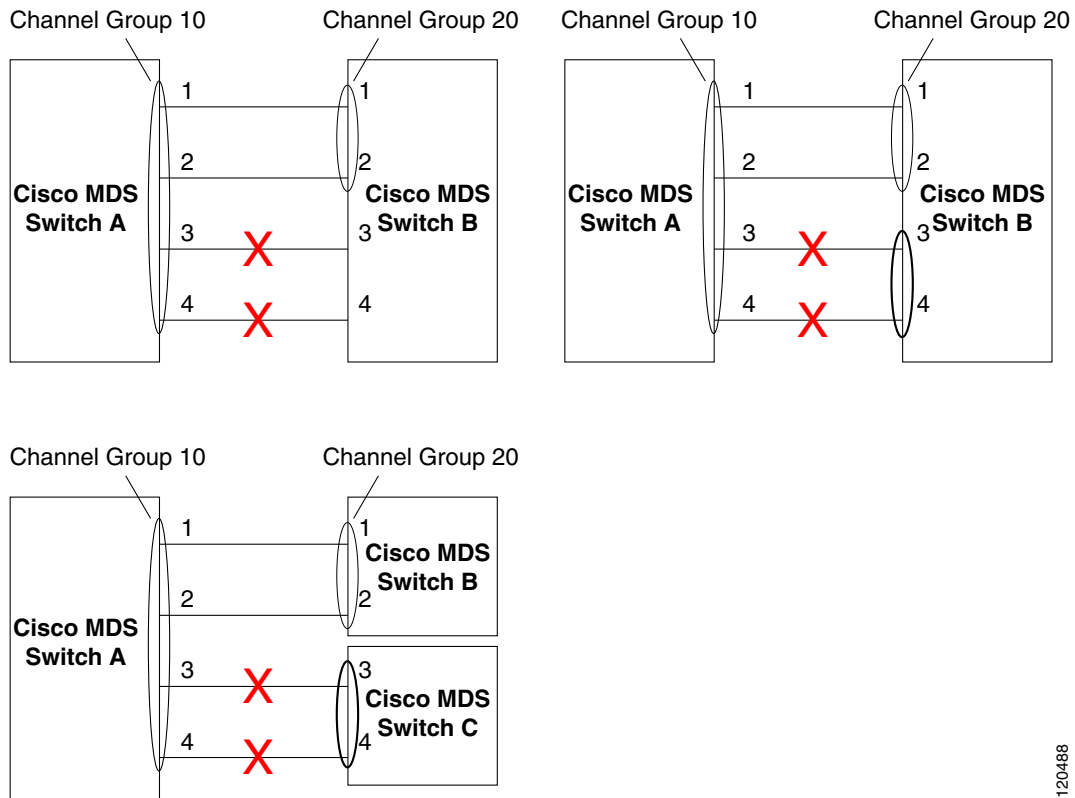 Channel Group 10
Channel Group 20
1
1
2
2
Cisco MDS
Switch A
Cisco MDS
Switch B
3
X
3
4
X
4
Channel Group 10
Channel Group 20
1
1
2
2
Cisco MDS
Switch A
Cisco MDS
Switch B
3
X
3
4
X
4
Channel Group 10
Channel Group 20
1
1
Cisco MDS
Switch B
2
2
Cisco MDS
Switch A
3
X
3
Cisco MDS
Switch C
4
X
4
120488